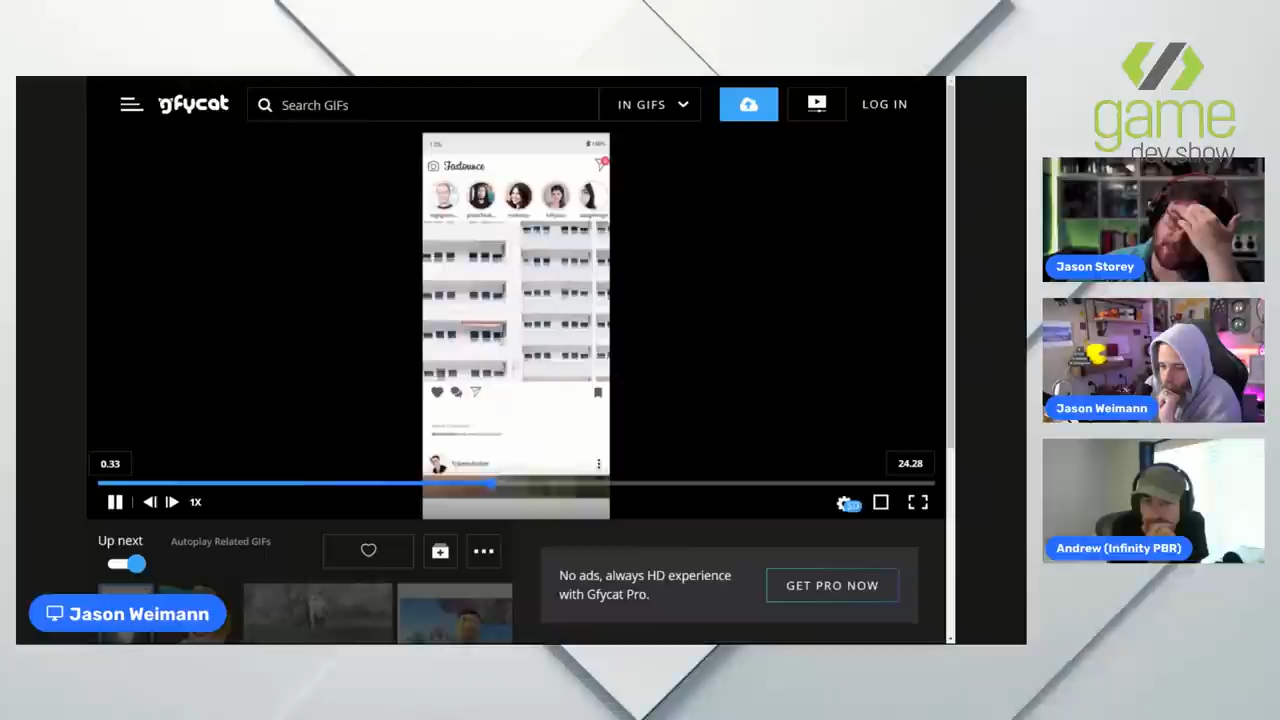 gfycat
Search GIFs
IN GIFS
LOG IN
game
dev show
100%
Jason Storey
Jason Weimann
Andrew (Infinity PBR)
0.33
24.28
1X
Up next
Autoplay Related GIFs
No ads, always HD experience
with Gfycat Pro.
GET PRO NOW
Jason Weimann